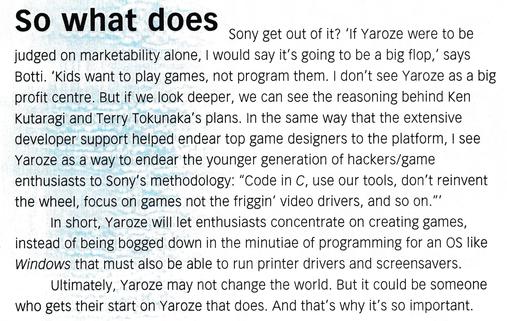 So what does Sony get out of it? ‘If Yaroze were to be
judged on marketability alone, I would say it’s going to be a big flop,’ says
Botti. ‘Kids want to play games, not program them. I don’t see Yaroze as a big
profit centre. But if we look deeper, we can see the reasoning behind Ken
Kutaragi and Terry Tokunaka’s plans. In the same way that the extensive
developer support helped endear top game designers to the platform, I see
Yaroze as a way to endear the younger generation of hackers/game
enthusiasts to Sony’s methodology: “Code in C, use our tools, don’t reinvent
the wheel, focus on games not the friggin’ video drivers, and so on.”’
In short, Yaroze will let enthusiasts concentrate on creating games,
instead of being bogged down in the minutiae of programming for an OS like
Windows that must also be able to run printer drivers and screensavers.
Ultimately, Yaroze may not change the world. But it could be someone
who gets their start on Yaroze that does. And that’s why it’s so important.